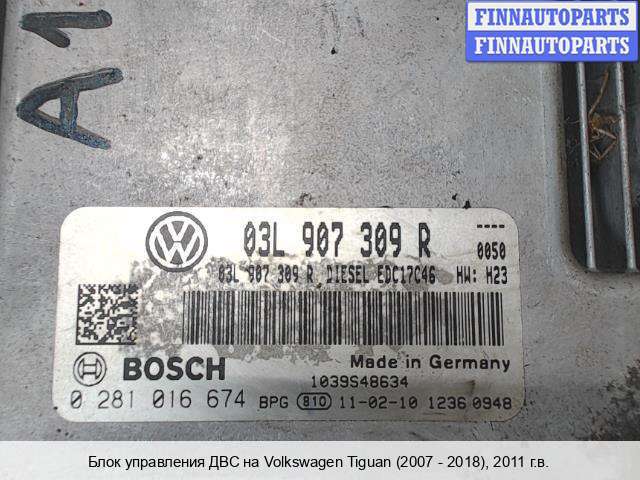 FINNAUTOPARTS
FINNAUTOPARTS
A1
03L 907 309 R
----
0050
03L 907 309 R DIESEL EDC17C46 HW: H23
BOSCH
Made in Germany
1039S48634
0 281 016 674 BPG 810 11-02-10 1236 0948
Блок управления ДВС на Volkswagen Tiguan (2007 - 2018), 2011 г.в.